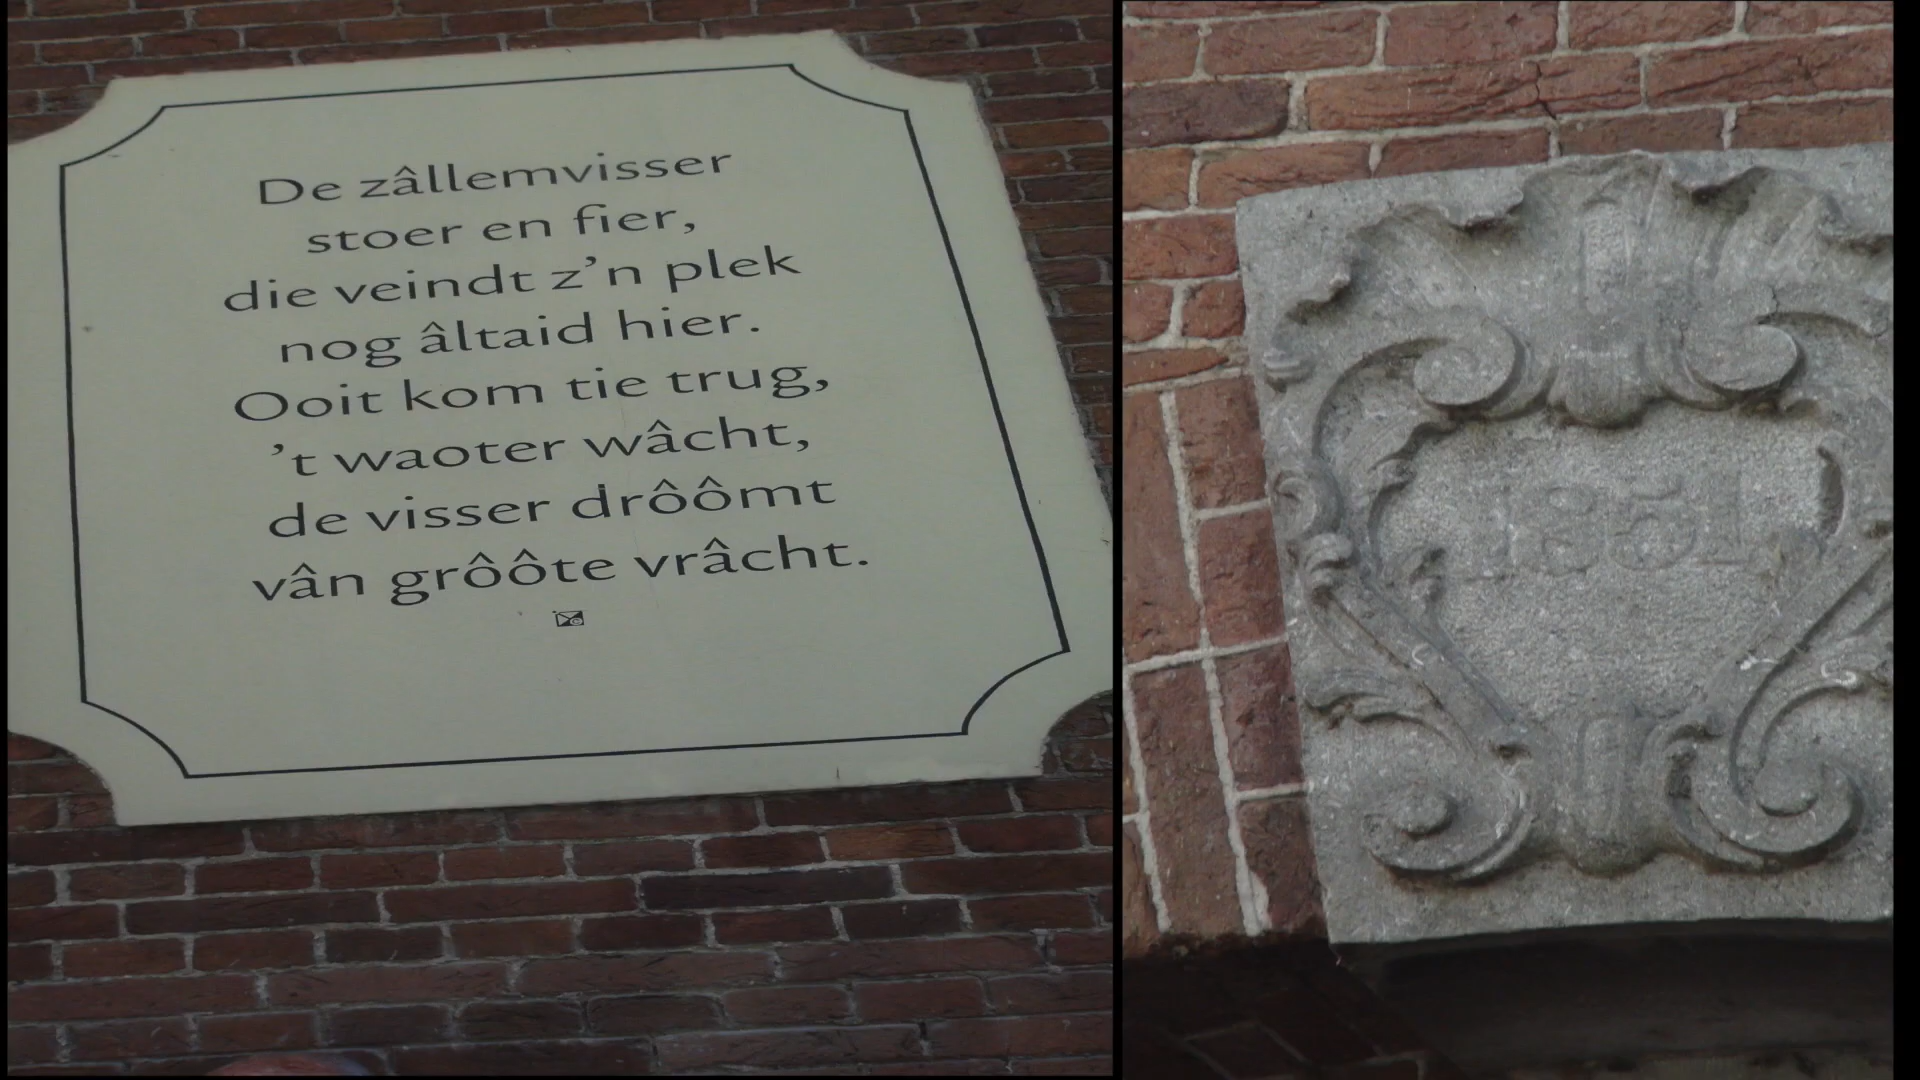 De zâllemvisser
stoer en fier,
die veindt z’n plek
nog âltaid hier.
Ooit kom tie trug,
’t waoter wâcht,
de visser drôômt
vân grôôte vrâcht.
1851